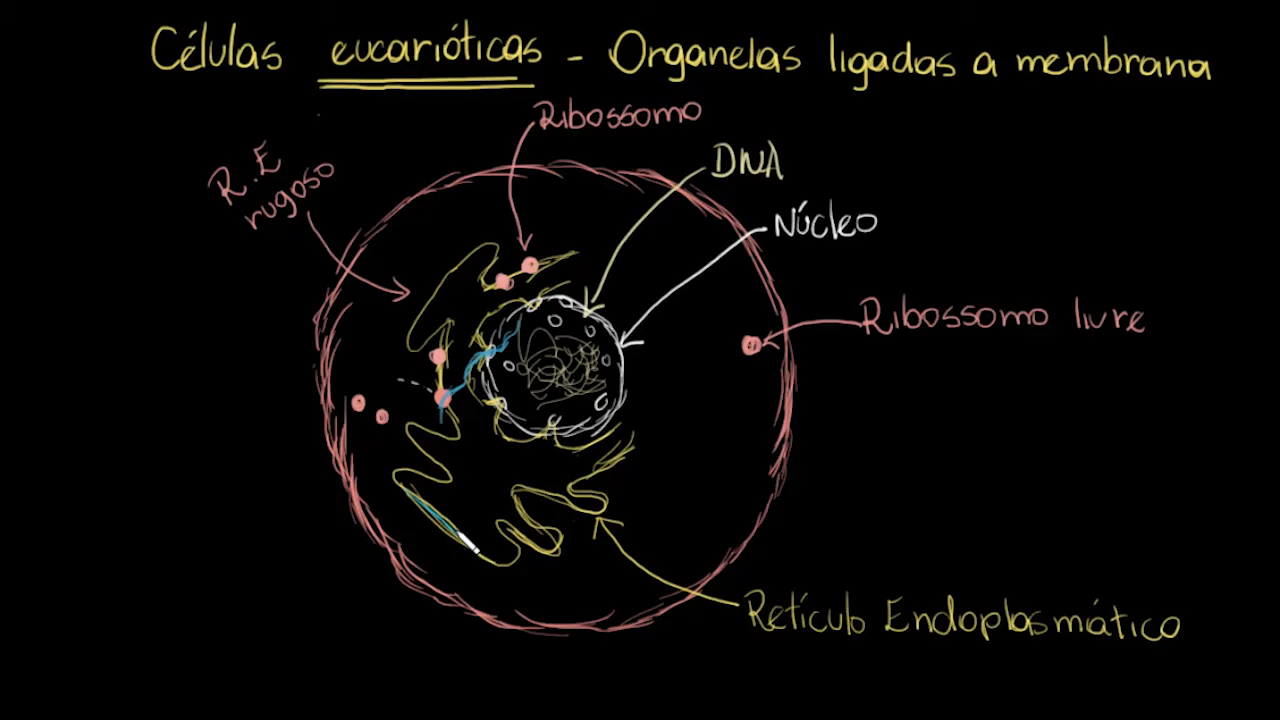 Células eucarióticas - Organelas ligadas a membrana
Ribossomo
DNA
R.E
rugoso
Núcleo
Ribossomo livre
Retículo Endoplasmático